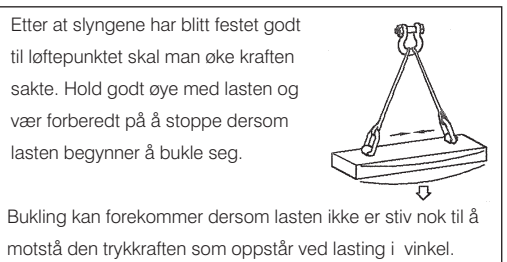 Etter at slyngene har blitt festet godt
til løftepunktet skal man øke kraften
sakte. Hold godt øye med lasten og
vær forberedt på å stoppe dersom
lasten begynner å bukle seg.
Bukling kan forekommer dersom lasten ikke er stiv nok til å
motstå den trykkraften som oppstår ved lasting i vinkel.